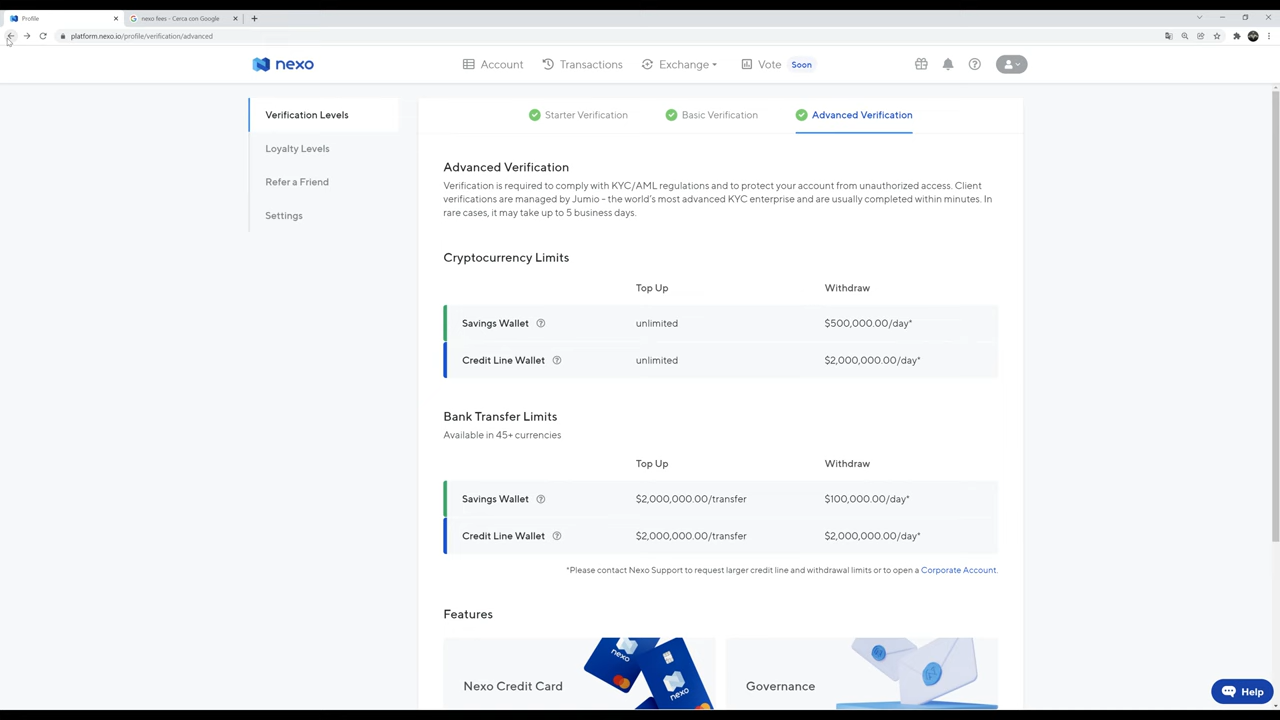 Profile
nexo fees - Cerca con Google
platform.nexo.io/profile/verification/advanced
nexo
Account
Transactions
Exchange
Vote
Soon
Verification Levels
Loyalty Levels
Refer a Friend
Settings
Starter Verification
Basic Verification
Advanced Verification
Advanced Verification
Verification is required to comply with KYC/AML regulations and to protect your account from unauthorized access. Client
verifications are managed by Jumio - the world's most advanced KYC enterprise and are usually completed within minutes. In
rare cases, it may take up to 5 business days.
Cryptocurrency Limits
Top Up Withdraw
Savings Wallet unlimited $500,000.00/day*
Credit Line Wallet unlimited $2,000,000.00/day*
Bank Transfer Limits
Available in 45+ currencies
Top Up Withdraw
Savings Wallet $2,000,000.00/transfer $100,000.00/day*
Credit Line Wallet $2,000,000.00/transfer $2,000,000.00/day*
*Please contact Nexo Support to request larger credit line and withdrawal limits or to open a Corporate Account.
Features
nexo
nexo
Nexo Credit Card
Governance
Help